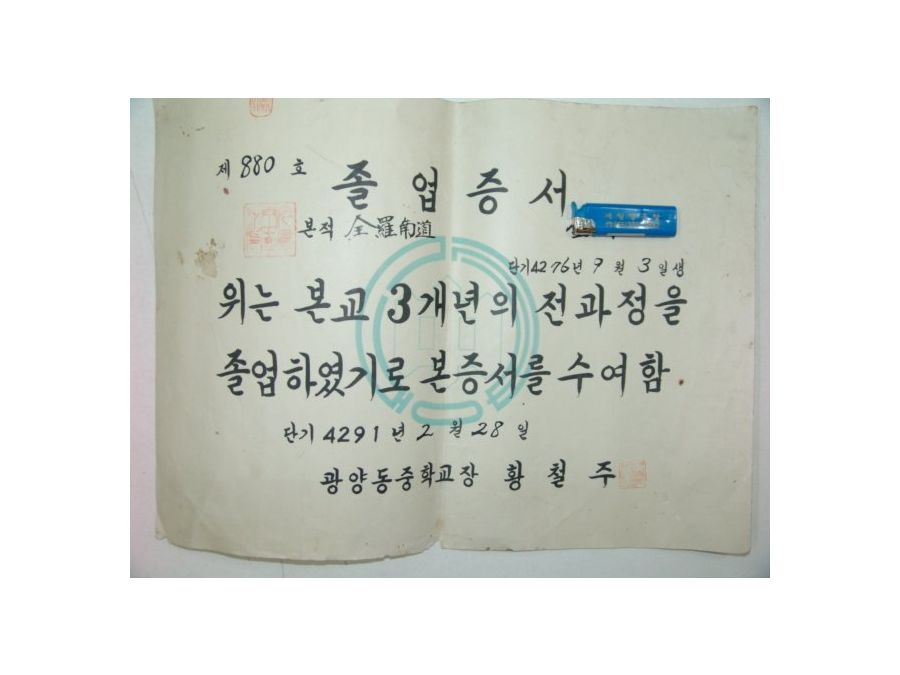 제 880 호
졸업증서
본적 全羅南道
단기 4276년 9월 3일생
위는 본교 3개년의 전과정을
졸업하였기로 본증서를 수여함
단기 4291년 2월 28일
광양동중학교장 황철주